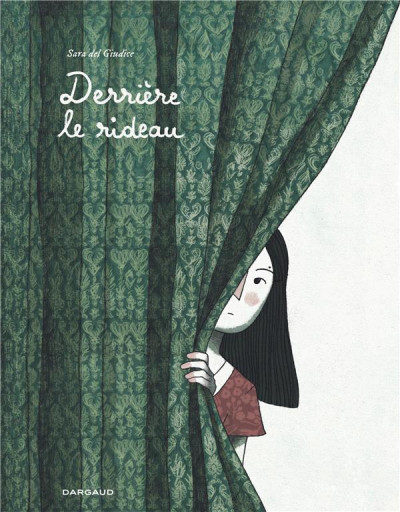 Sara del Giudice
Derrière
le rideau
DARGAUD